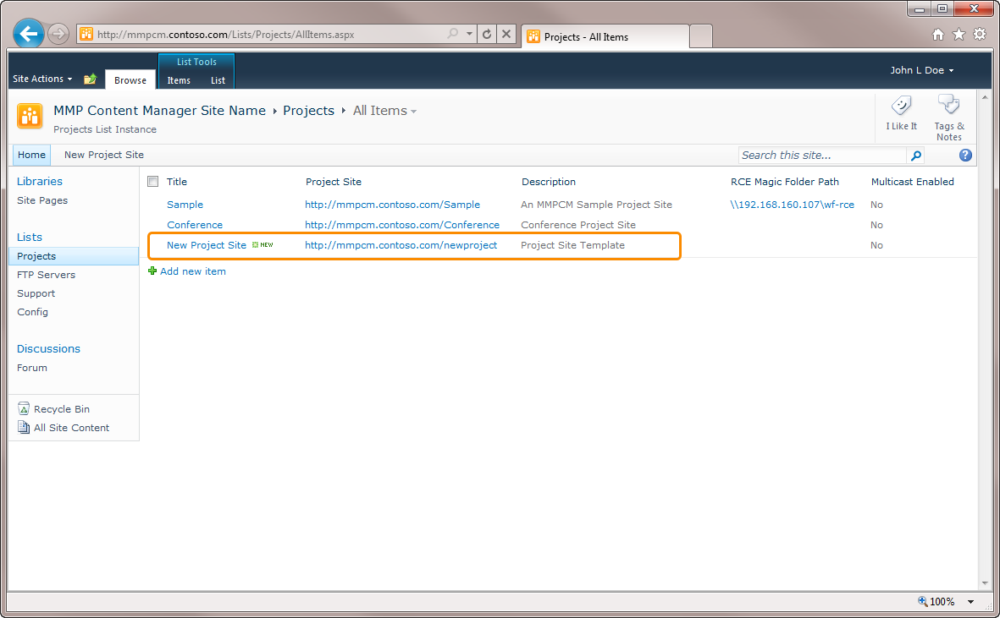 http://mmpcm.contoso.com/Lists/Projects/AllItems.aspx
Projects - All Items
Site Actions
Browse
List Tools
Items List
John L Doe
MMP Content Manager Site Name Projects All Items
Projects List Instance
I Like It
Tags & Notes
Home New Project Site
Search this site...
Libraries
Site Pages
Lists
Projects
FTP Servers
Support
Config
Discussions
Forum
Recycle Bin
All Site Content
Title Project Site Description RCE Magic Folder Path Multicast Enabled
Sample http://mmpcm.contoso.com/Sample An MMPCM Sample Project Site \\192.168.160.107\wf-rce No
Conference http://mmpcm.contoso.com/Conference Conference Project Site No
New Project Site NEW http://mmpcm.contoso.com/newproject Project Site Template No
Add new item
100%